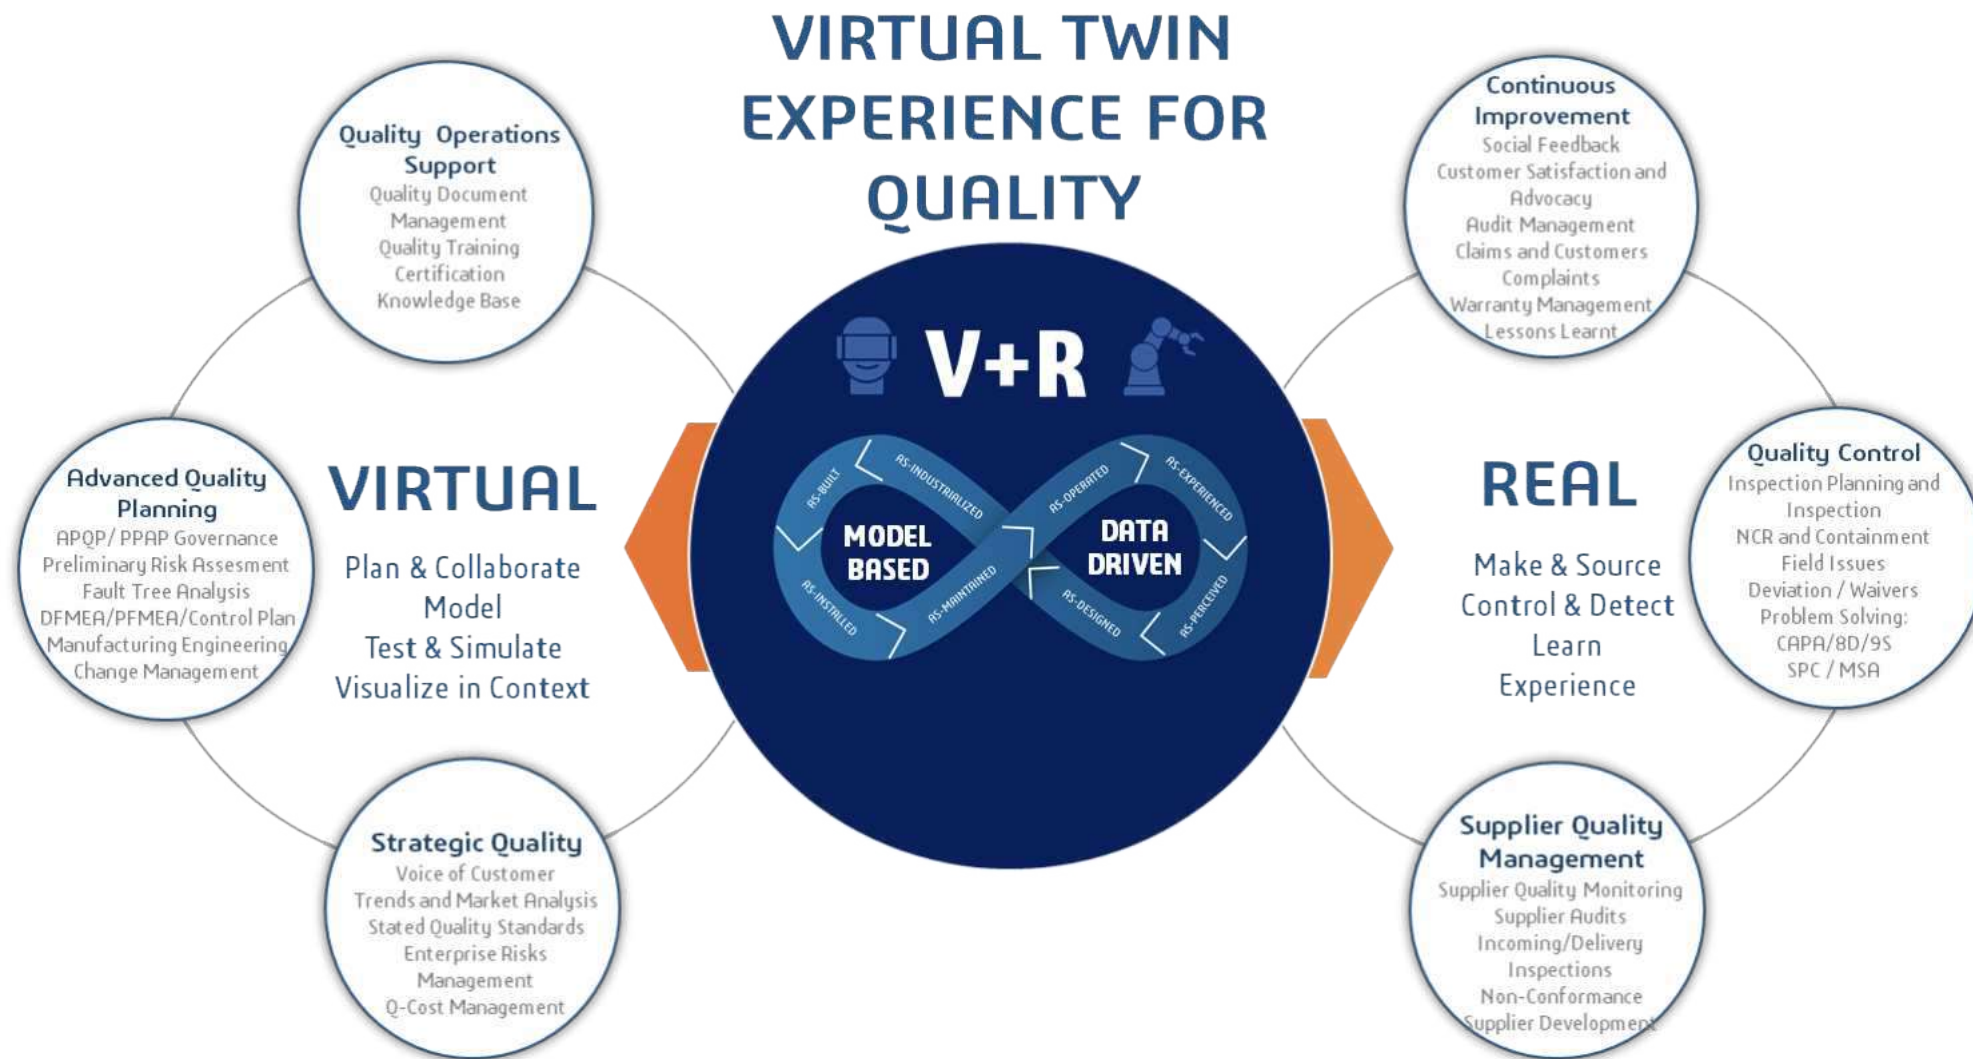 VIRTUAL TWIN
EXPERIENCE FOR
QUALITY
Quality Operations
Support
Quality Document
Management
Quality Training
Certification
Knowledge Base
Advanced Quality
Planning
APQP/ PPAP Governance
Preliminary Risk Assesment
Fault Tree Analysis
DFMEA/PFMEA/Control Plan
Manufacturing Engineering
Change Management
Strategic Quality
Voice of Customer
Trends and Market Analysis
Stated Quality Standards
Enterprise Risks
Management
Q-Cost Management
VIRTUAL
Plan & Collaborate
Model
Test & Simulate
Visualize in Context
V+R
AS-BUILT
AS-INDUSTRIALIZED
AS-OPERATED
AS-EXPERIENCED
MODEL
BASED
DATA
DRIVEN
AS-INSTALLED
AS-MAINTAINED
AS-DESIGNED
AS-PERCEIVED
REAL
Make & Source
Control & Detect
Learn
Experience
Continuous
Improvement
Social Feedback
Customer Satisfaction and
Advocacy
Audit Management
Claims and Customers
Complaints
Warranty Management
Lessons Learnt
Quality Control
Inspection Planning and
Inspection
NCR and Containment
Field Issues
Deviation / Waivers
Problem Solving:
CAPA/8D/9S
SPC / MSA
Supplier Quality
Management
Supplier Quality Monitoring
Supplier Audits
Incoming/Delivery
Inspections
Non-Conformance
Supplier Development